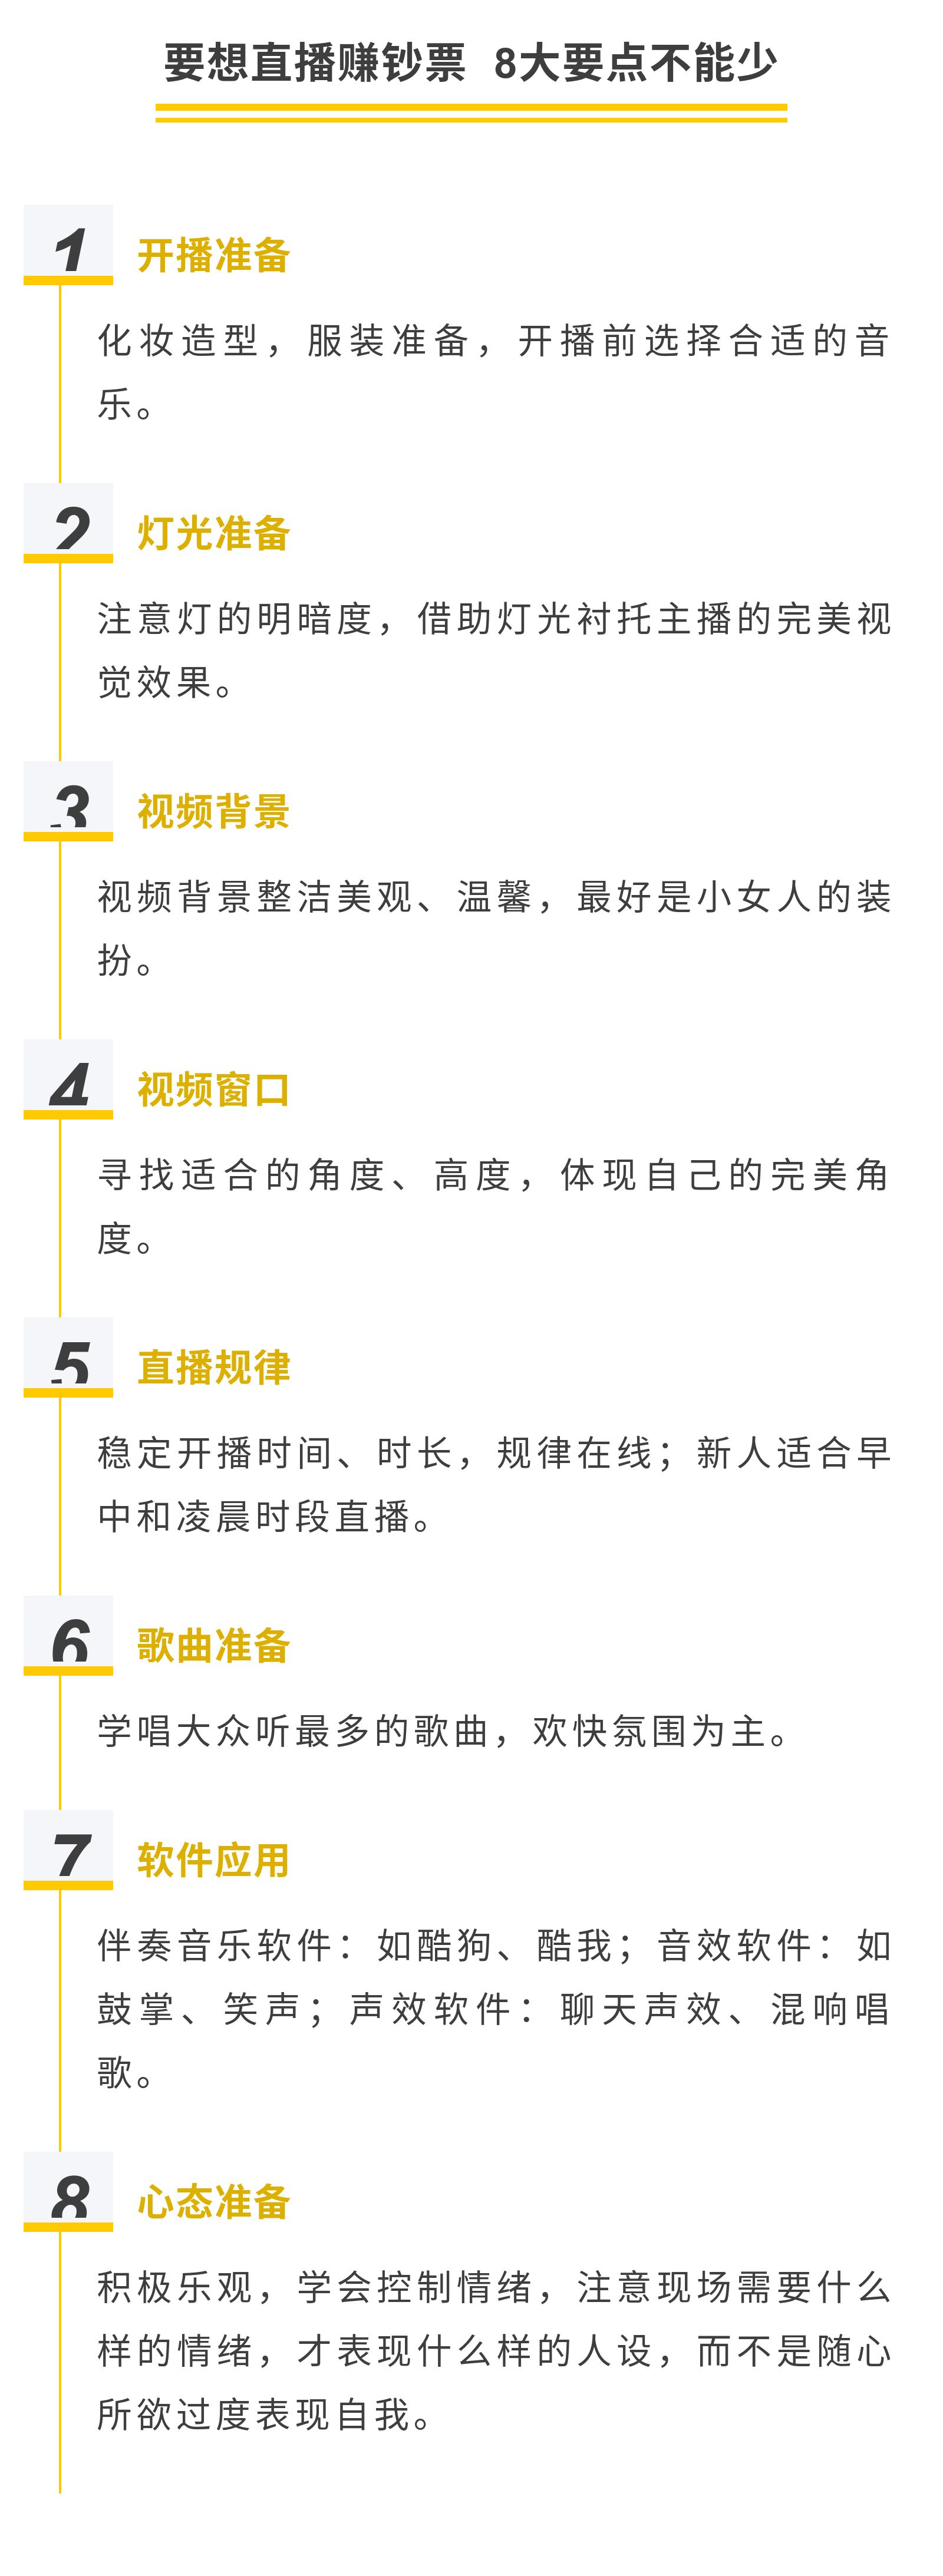 要想直播赚钞票 8大要点不能少
1 开播准备
化妆造型，服装准备，开播前选择合适的音
乐。
2 灯光准备
注意灯的明暗度，借助灯光衬托主播的完美视
觉效果。
3 视频背景
视频背景整洁美观、温馨，最好是小女人的装
扮。
4 视频窗口
寻找适合的角度、高度，体现自己的完美角
度。
5 直播规律
稳定开播时间、时长，规律在线；新人适合早
中和凌晨时段直播。
6 歌曲准备
学唱大众听最多的歌曲，欢快氛围为主。
7 软件应用
伴奏音乐软件：如酷狗、酷我；音效软件：如
鼓掌、笑声；声效软件：聊天声效、混响唱
歌。
8 心态准备
积极乐观，学会控制情绪，注意现场需要什么
样的情绪，才表现什么样的人设，而不是随心
所欲过度表现自我。